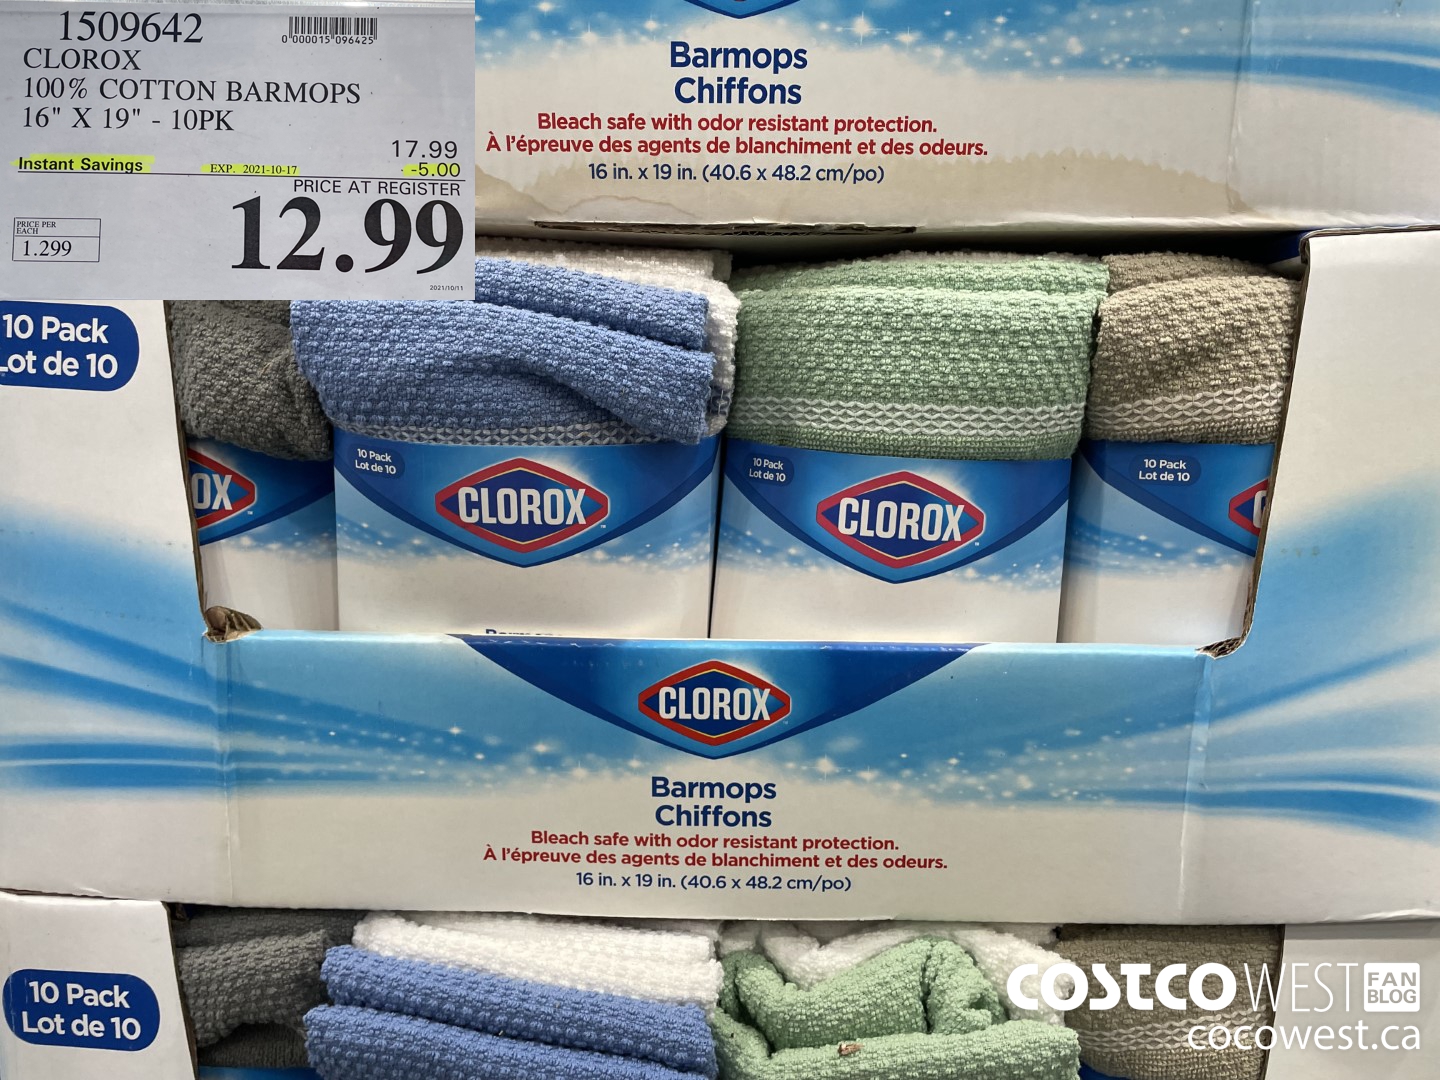 1509642
0"000015"096425"
CLOROX
100% COTTON BARMOPS
16" X 19" - 10PK
17.99
Instant Savings EXP. 2021-10-17 -5.00
PRICE AT REGISTER
12.99
PRICE PER
EACH
1.299
2021/10/11
Barmops
Chiffons
Bleach safe with odor resistant protection.
À l'épreuve des agents de blanchiment et des odeurs.
16 in. x 19 in. (40.6 x 48.2 cm/po)
10 Pack
Lot de 10
10 Pack
Lot de 10
CLOROX
10 Pack
Lot de 10
CLOROX
10 Pack
Lot de 10
OX
CLOROX
Barmops
Chiffons
Bleach safe with odor resistant protection.
À l'épreuve des agents de blanchiment et des odeurs.
16 in. x 19 in. (40.6 x 48.2 cm/po)
10 Pack
Lot de 10
COSTCO WEST FAN BLOG
cocowest.ca